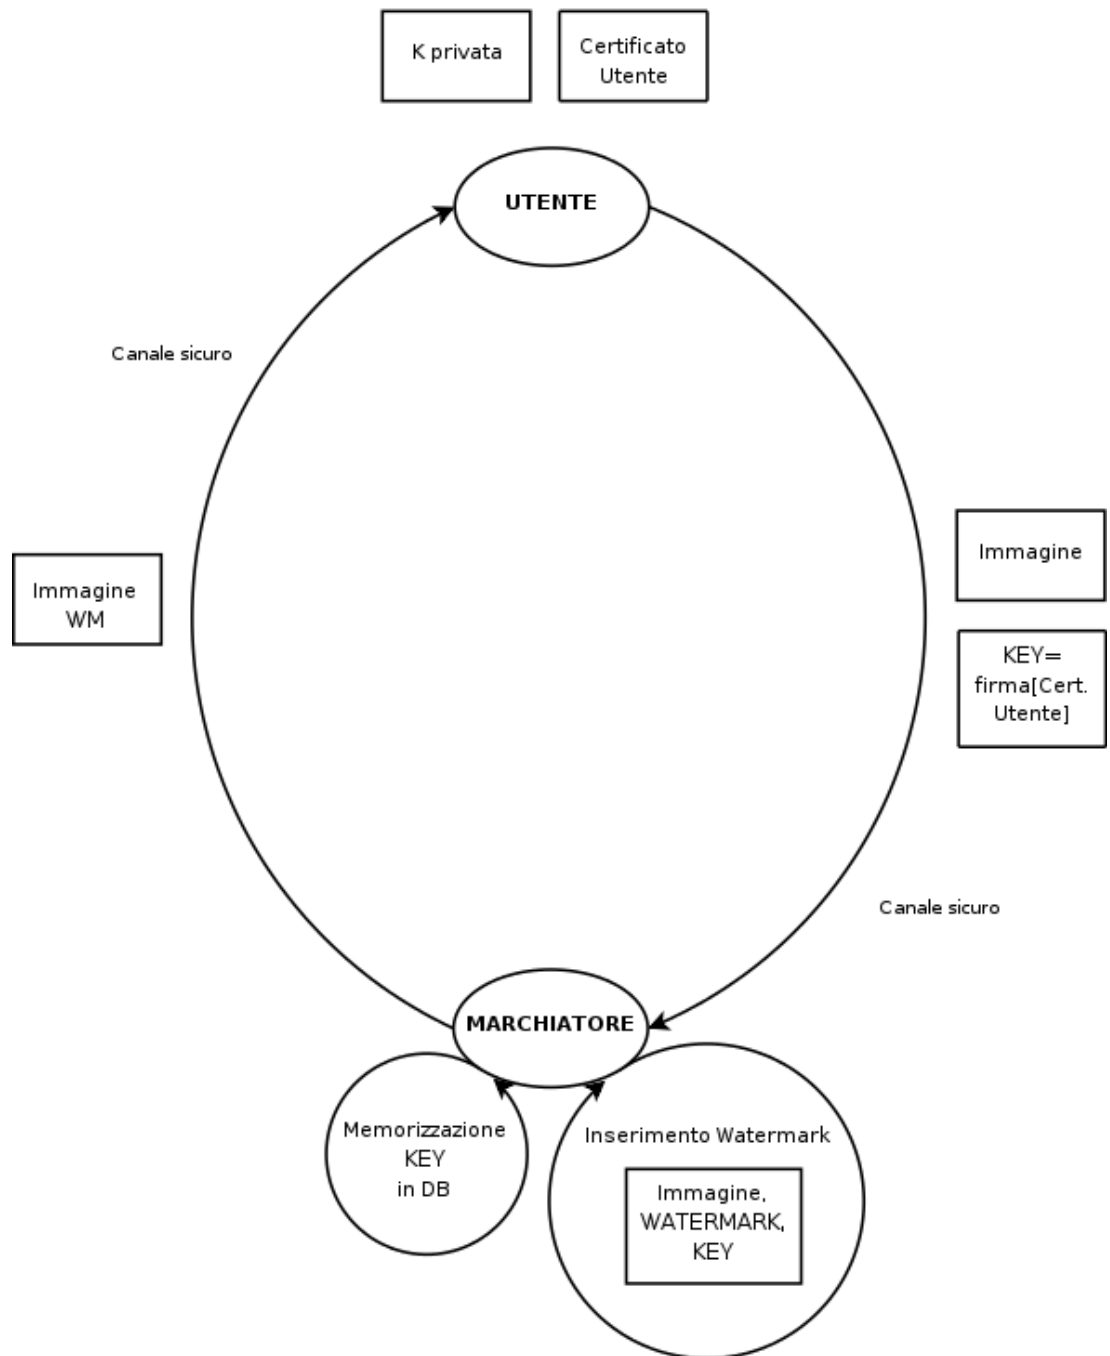 K privata
Certificato
Utente
UTENTE
Canale sicuro
Immagine
WM
Immagine
KEY=
firma[Cert.
Utente]
Canale sicuro
MARCHIATORE
Memorizzazione
KEY
in DB
Inserimento Watermark
Immagine,
WATERMARK,
KEY